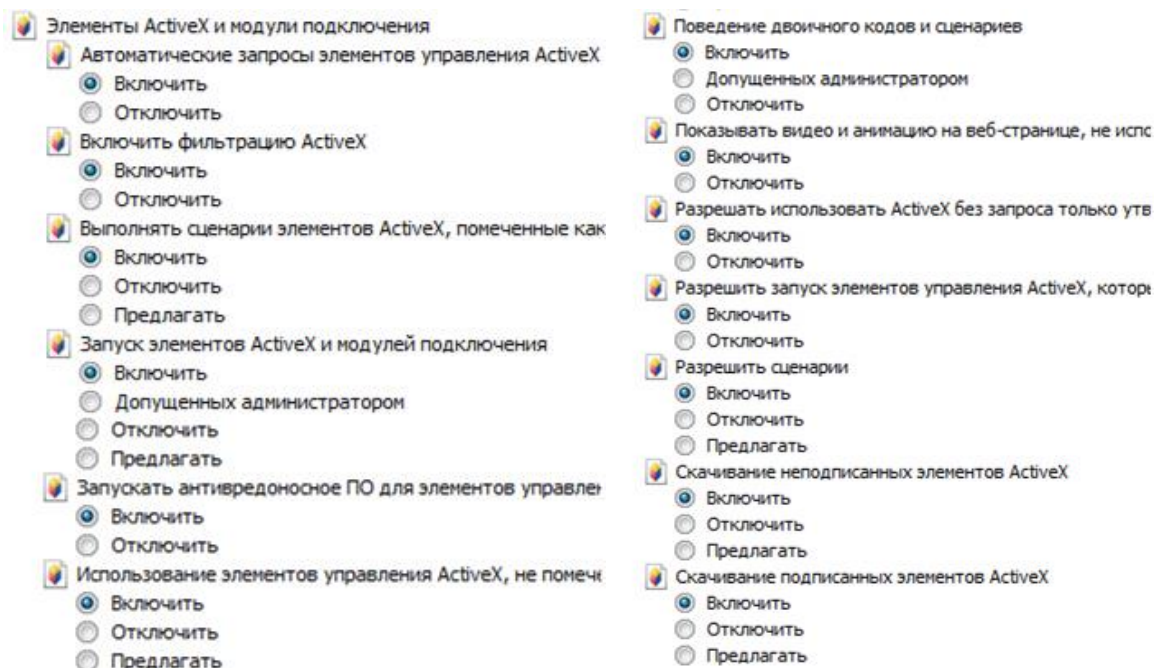 Элементы ActiveX и модули подключения
Автоматические запросы элементов управления ActiveX
Включить
Отключить
Включить фильтрацию ActiveX
Включить
Отключить
Выполнять сценарии элементов ActiveX, помеченные как
Включить
Отключить
Предлагать
Запуск элементов ActiveX и модулей подключения
Включить
Допущенных администратором
Отключить
Предлагать
Запускать антивредоносное ПО для элементов управлен
Включить
Отключить
Использование элементов управления ActiveX, не помече
Включить
Отключить
Предлагать
Поведение двоичного кодов и сценариев
Включить
Допущенных администратором
Отключить
Показывать видео и анимацию на веб-странице, не испо
Включить
Отключить
Разрешать использовать ActiveX без запроса только утв
Включить
Отключить
Разрешить запуск элементов управления ActiveX, которы
Включить
Отключить
Разрешить сценарии
Включить
Отключить
Предлагать
Скачивание неподписанных элементов ActiveX
Включить
Отключить
Предлагать
Скачивание подписанных элементов ActiveX
Включить
Отключить
Предлагать